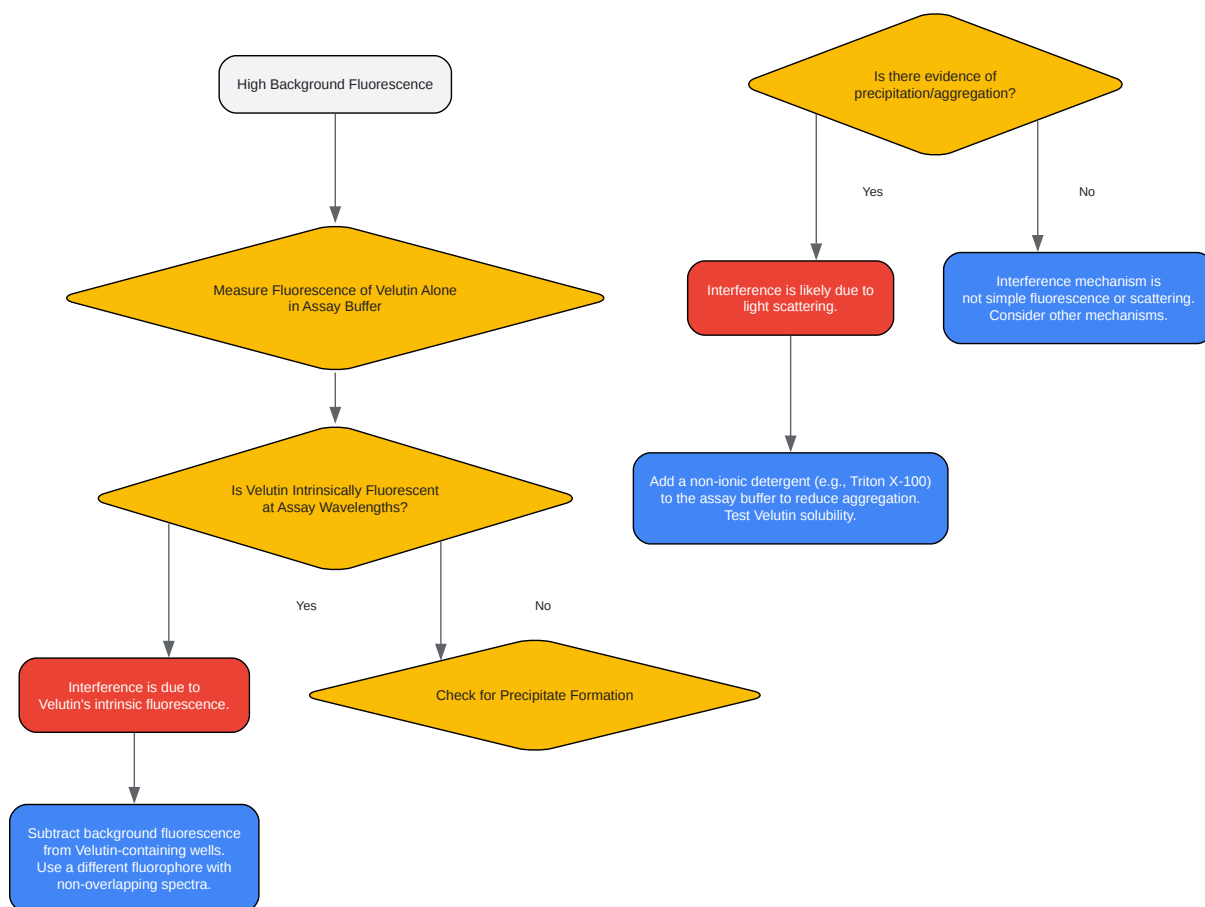 High Background Fluorescence
Measure Fluorescence of Velutin Alone
in Assay Buffer
Is Velutin Intrinsically Fluorescent
at Assay Wavelengths?
Yes
No
Interference is due to
Velutin's intrinsic fluorescence.
Check for Precipitate Formation
Subtract background fluorescence
from Velutin-containing wells.
Use a different fluorophore with
non-overlapping spectra.
Is there evidence of
precipitation/aggregation?
Yes
No
Interference is likely due to
light scattering.
Interference mechanism is
not simple fluorescence or scattering.
Consider other mechanisms.
Add a non-ionic detergent (e.g., Triton X-100)
to the assay buffer to reduce aggregation.
Test Velutin solubility.